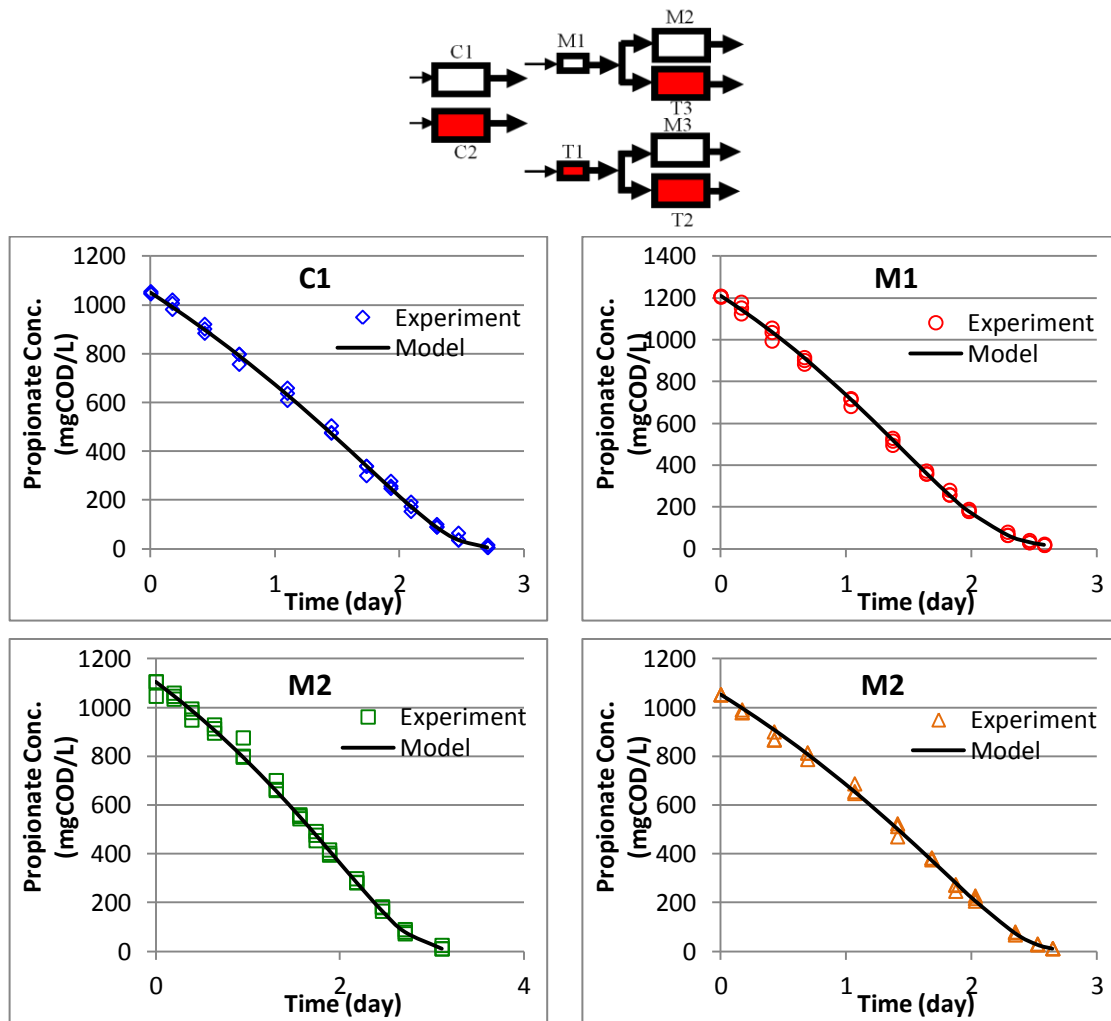 M2
C1 M1
T3
C2 T1 M3
T2
C1
Experiment
Model
Propionate Conc.
(mgCOD/L)
1200
1000
800
600
400
200
0
0 1 2 3
Time (day)
M1
Experiment
Model
Propionate Conc.
(mgCOD/L)
1400
1200
1000
800
600
400
200
0
0 1 2 3
Time (day)
M2
Experiment
Model
Propionate Conc.
(mgCOD/L)
1200
1000
800
600
400
200
0
0 2 4
Time (day)
M2
Experiment
Model
Propionate Conc.
(mgCOD/L)
1200
1000
800
600
400
200
0
0 1 2 3
Time (day)